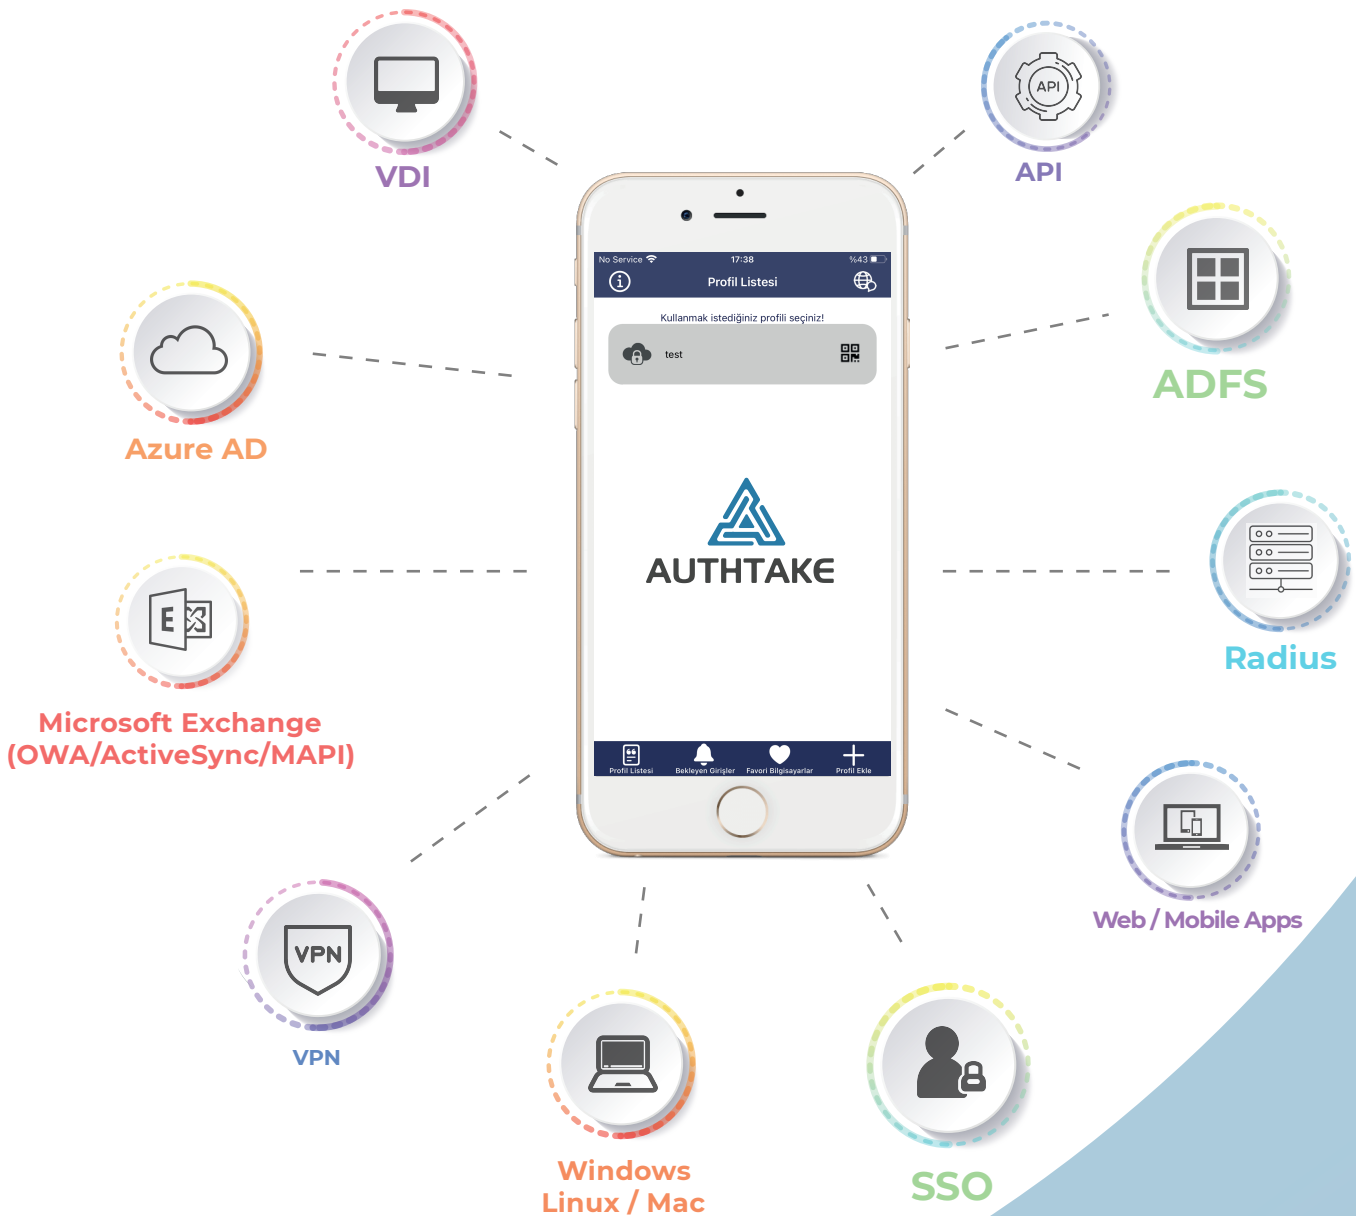 VDI
API
API
No Service
17:38
%43
Profil Listesi
Kullanmak istediğiniz profili seçiniz!
test
ADFS
Azure AD
AUTHTAKE
E
Radius
Microsoft Exchange
(OWA/ActiveSync/MAPI)
Profil Listesi
Bekleyen Girişler
Favori Bilgisayarlar
Profil Ekle
Web / Mobile Apps
VPN
VPN
Windows
Linux / Mac
SSO